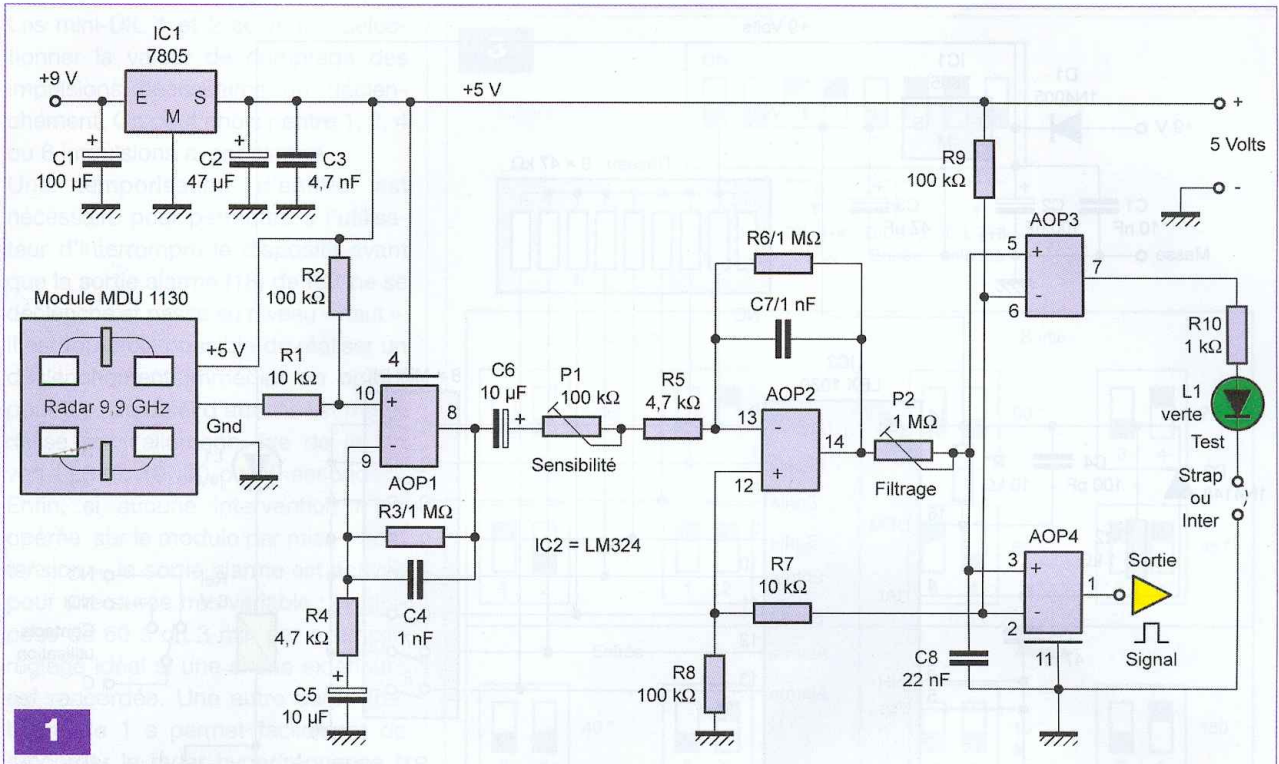 IC1
7805
+9 V
E
S
M
+5 V
C1
100 µF
+
C2
47 µF
+
C3
4,7 nF
+
5 Volts
-
R9
100 kΩ
R2
100 kΩ
Module MDU 1130
+5 V
Radar 9,9 GHz
Gnd
R1
10 kΩ
4
10
+
9
-
8
AOP1
C6
10 µF
+
P1
100 kΩ
Sensibilité
R5
4,7 kΩ
R6/1 MΩ
C7/1 nF
AOP2
13
-
12
+
14
P2
1 MΩ
Filtrage
AOP3
5
+
6
-
7
R10
1 kΩ
L1
verte
Test
Strap
ou
Inter
R3/1 MΩ
C4
1 nF
R4
4,7 kΩ
+
C5
10 µF
IC2 = LM324
R7
10 kΩ
R8
100 kΩ
C8
22 nF
AOP4
3
+
-
2
1
11
Sortie
Signal
1